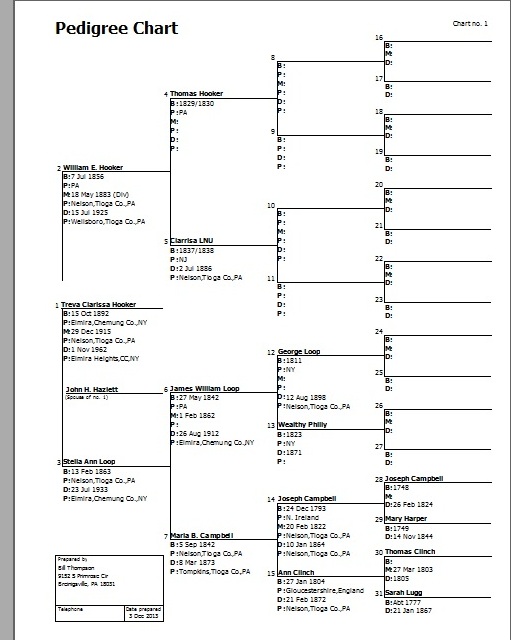 Pedigree Chart
Chart no. 1
16
B:
M:
D:
8
B:
P:
M:
P:
D:
P:
17
B:
D:
4 Thomas Hooker
B:1829/1830
P:PA
M:
P:
D:
P:
18
B:
M:
D:
9
B:
P:
D:
P:
19
B:
D:
2 William E. Hooker
B:7 Jul 1856
P:PA
M:18 May 1883 (Div)
P:Nelson,Tioga Co.,PA
D:15 Jul 1925
P:Wellsboro,Tioga Co.,PA
20
B:
M:
D:
10
B:
P:
M:
P:
D:
P:
21
B:
D:
5 Clarrisa LNU
B:1837/1838
P:NJ
D:2 Jul 1886
P:Nelson,Tioga Co.,PA
22
B:
M:
D:
11
B:
P:
D:
P:
23
B:
D:
1 Treva Clarissa Hooker
B:15 Oct 1892
P:Elmira,Chemung Co.,NY
M:29 Dec 1915
P:Nelson,Tioga Co.,PA
D:1 Nov 1962
P:Elmira Heights,CC,NY
John H. Hazlett
(Spouse of no. 1)
24
B:
M:
D:
12 George Loop
B:1811
P:NY
M:
P:
D:12 Aug 1898
P:Nelson,Tioga Co.,PA
25
B:
D:
6 James William Loop
B:27 May 1842
P:PA
M:1 Feb 1862
P:
D:26 Aug 1912
P:Elmira,Chemung Co.,NY
26
B:
M:
D:
13 Wealthy Philly
B:1823
P:NY
D:1871
P:
27
B:
D:
3 Stella Ann Loop
B:13 Feb 1863
P:Nelson,Tioga Co.,PA
D:23 Jul 1933
P:Elmira,Chemung Co.,NY
28 Joseph Campbell
B:1748
M:
D:26 Feb 1824
14 Joseph Campbell
B:24 Dec 1793
P:N. Ireland
M:20 Feb 1822
P:Nelson,Tioga Co.,PA
D:10 Jan 1864
P:Nelson,Tioga Co.,PA
29 Mary Harper
B:1749
D:14 Nov 1844
7 Maria B. Campbell
B:5 Sep 1842
P:Nelson,Tioga Co.,PA
D:8 Mar 1873
P:Tompkins,Tioga Co.,PA
30 Thomas Clinch
B:
M:27 Mar 1803
D:1805
15 Ann Clinch
B:27 Jan 1804
P:Gloucestershire,England
D:21 Feb 1872
P:Nelson,Tioga Co.,PA
31 Sarah Lugg
B:Abt 1777
D:21 Jan 1867
Prepared by
Bill Thompson
9152 S Primrose Cir
Breinigsville, PA 18031
Telephone
Date prepared
3 Dec 2013